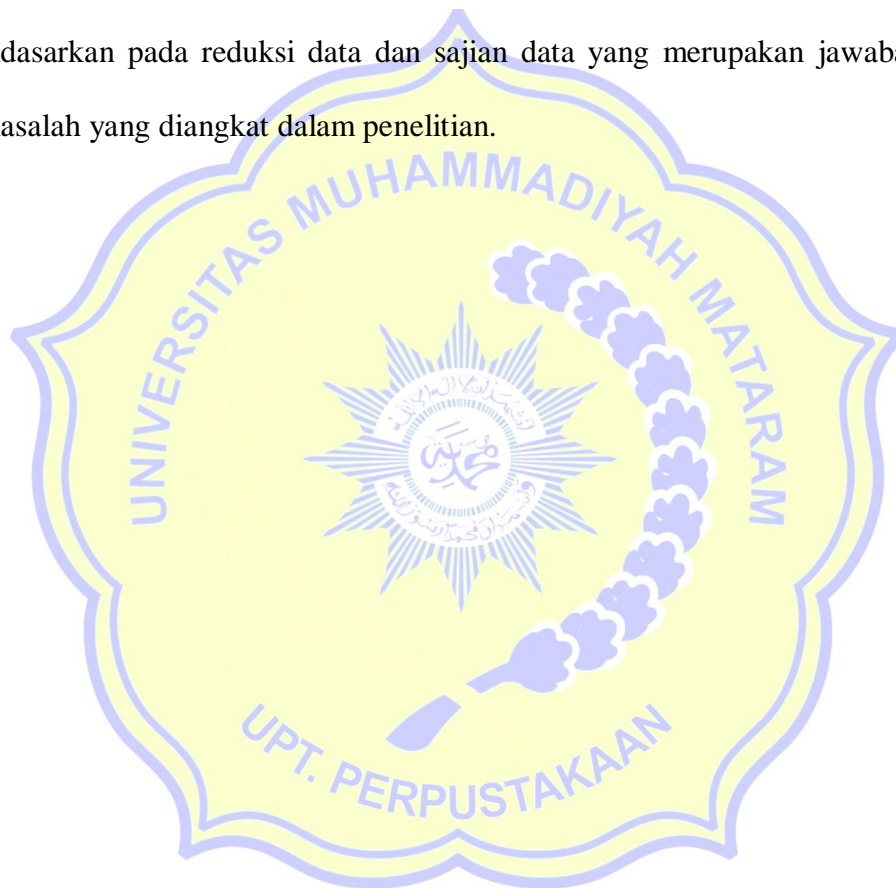 dasarkan pada reduksi data dan sajian data yang merupakan jawab
asalah yang diangkat dalam penelitian.
UNIVERSITAS MUHAMMADIYAH MATARAM
UPT. PERPUSTAKAAN